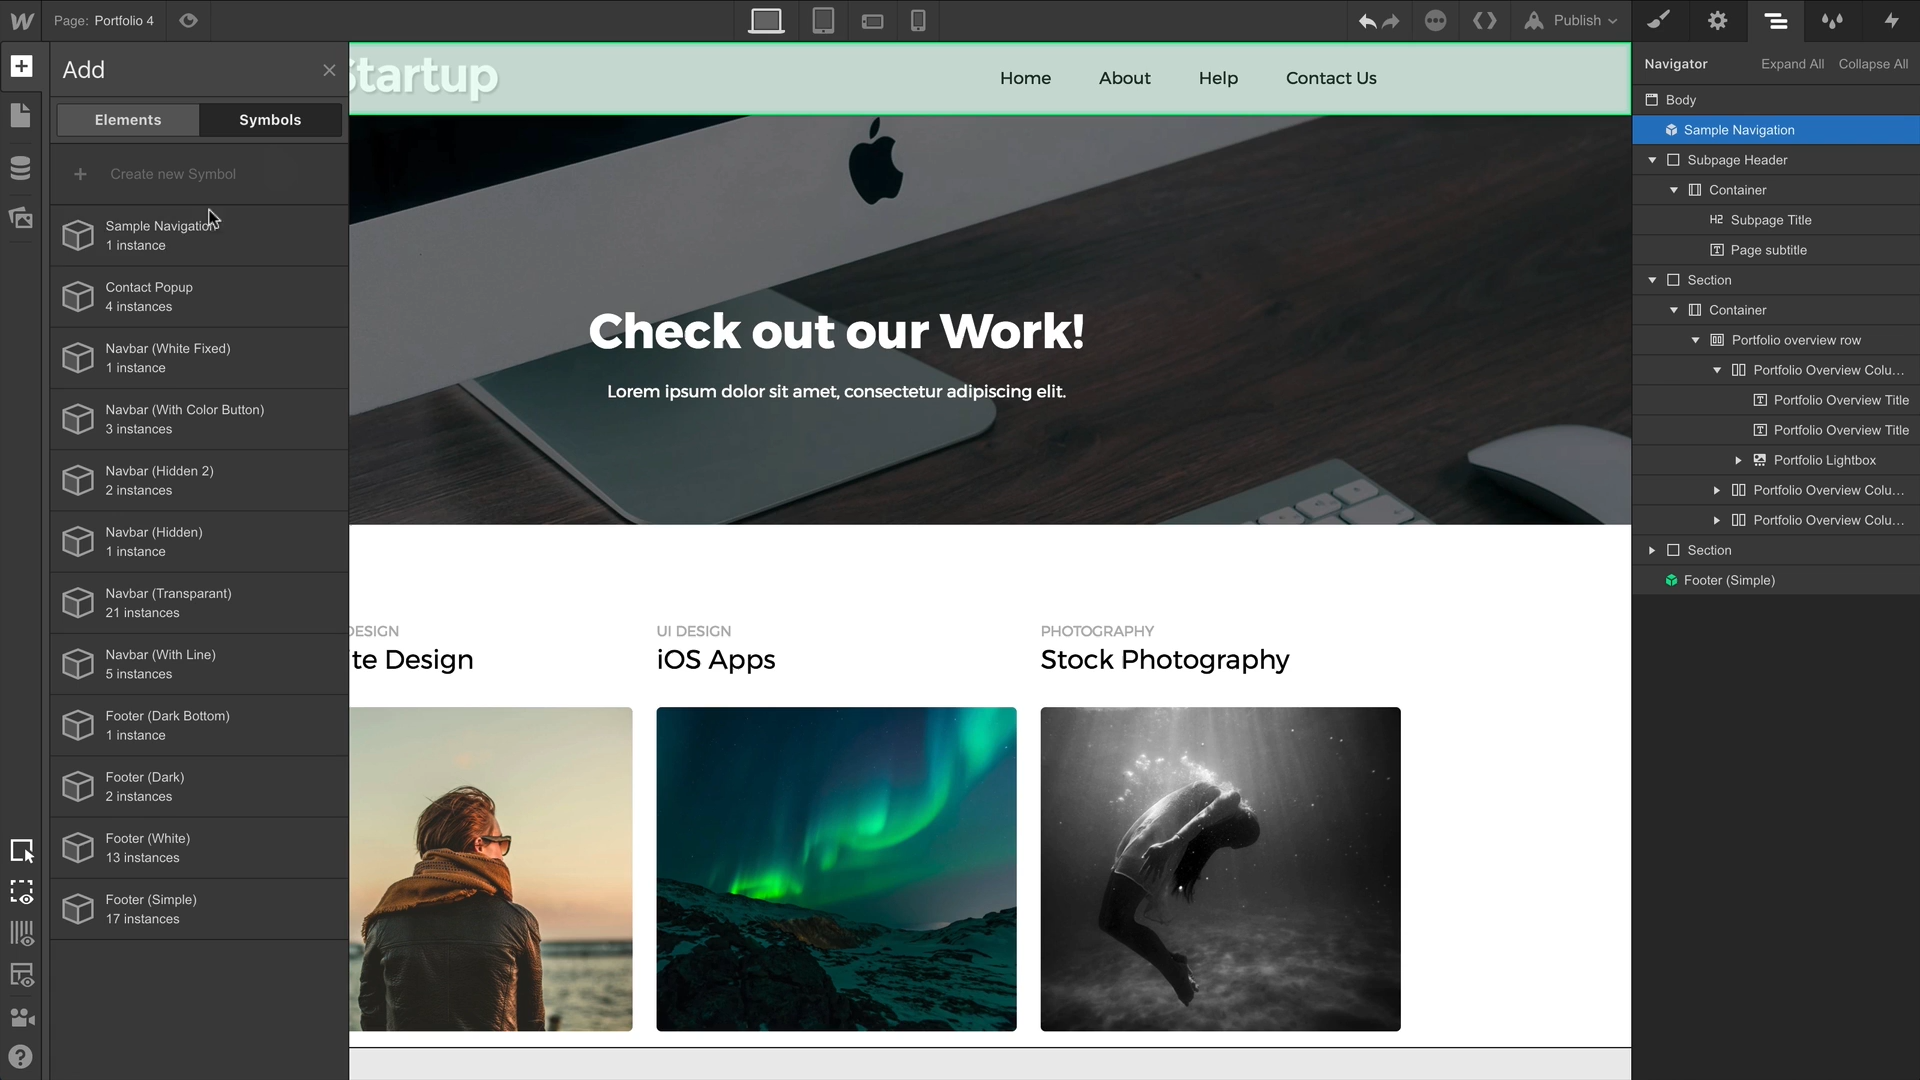 Page: Portfolio 4
Publish
Add
Elements
Symbols
Create new Symbol
Sample Navigation
1 instance
Contact Popup
4 instances
Navbar (White Fixed)
1 instance
Navbar (With Color Button)
3 instances
Navbar (Hidden 2)
2 instances
Navbar (Hidden)
1 instance
Navbar (Transparant)
21 instances
Navbar (With Line)
5 instances
Footer (Dark Bottom)
1 instance
Footer (Dark)
2 instances
Footer (White)
13 instances
Footer (Simple)
17 instances
Startup
Home
About
Help
Contact Us
Check out our Work!
Lorem ipsum dolor sit amet, consectetur adipiscing elit.
DESIGN
ite Design
UI DESIGN
iOS Apps
PHOTOGRAPHY
Stock Photography
Navigator
Expand All
Collapse All
Body
Sample Navigation
Subpage Header
Container
H2 Subpage Title
Page subtitle
Section
Container
Portfolio overview row
Portfolio Overview Colu...
Portfolio Overview Title
Portfolio Overview Title
Portfolio Lightbox
Portfolio Overview Colu...
Portfolio Overview Colu...
Section
Footer (Simple)